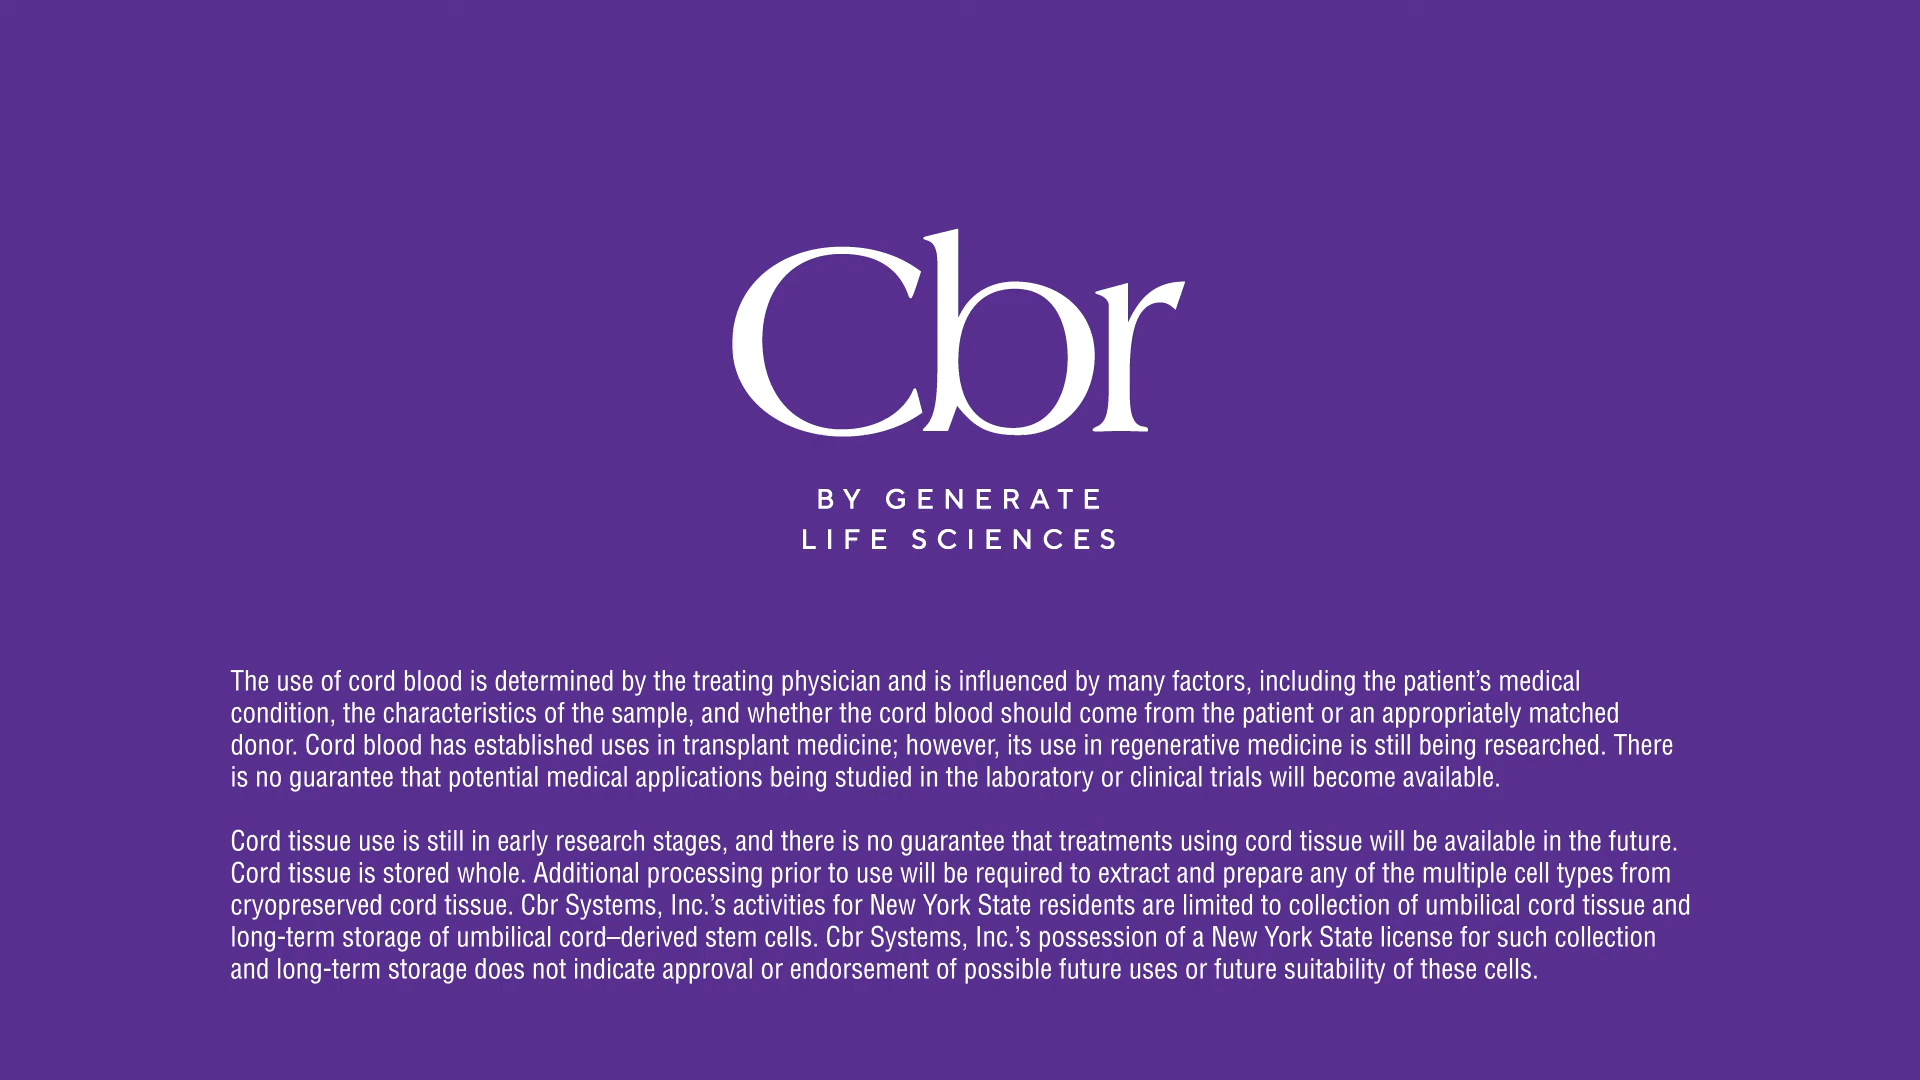 Cbr
BY GENERATE
LIFE SCIENCES
The use of cord blood is determined by the treating physician and is influenced by many factors, including the patient’s medical
condition, the characteristics of the sample, and whether the cord blood should come from the patient or an appropriately matched
donor. Cord blood has established uses in transplant medicine; however, its use in regenerative medicine is still being researched. There
is no guarantee that potential medical applications being studied in the laboratory or clinical trials will become available.
Cord tissue use is still in early research stages, and there is no guarantee that treatments using cord tissue will be available in the future.
Cord tissue is stored whole. Additional processing prior to use will be required to extract and prepare any of the multiple cell types from
cryopreserved cord tissue. Cbr Systems, Inc.’s activities for New York State residents are limited to collection of umbilical cord tissue and
long-term storage of umbilical cord–derived stem cells. Cbr Systems, Inc.’s possession of a New York State license for such collection
and long-term storage does not indicate approval or endorsement of possible future uses or future suitability of these cells.